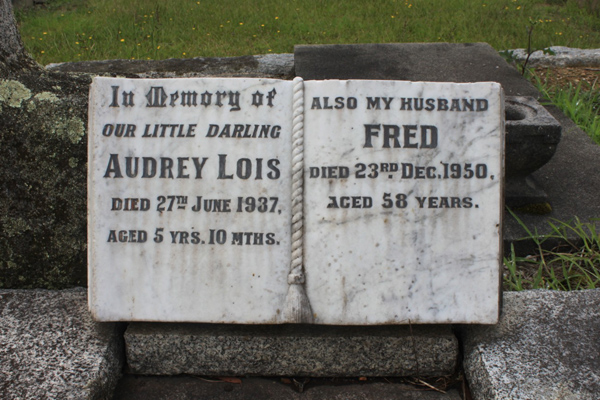 In Memory of
OUR LITTLE DARLING
AUDREY LOIS
DIED 27TH JUNE 1937,
AGED 5 YRS. 10 MTHS.
ALSO MY HUSBAND
FRED
DIED 23RD DEC. 1950,
AGED 58 YEARS.